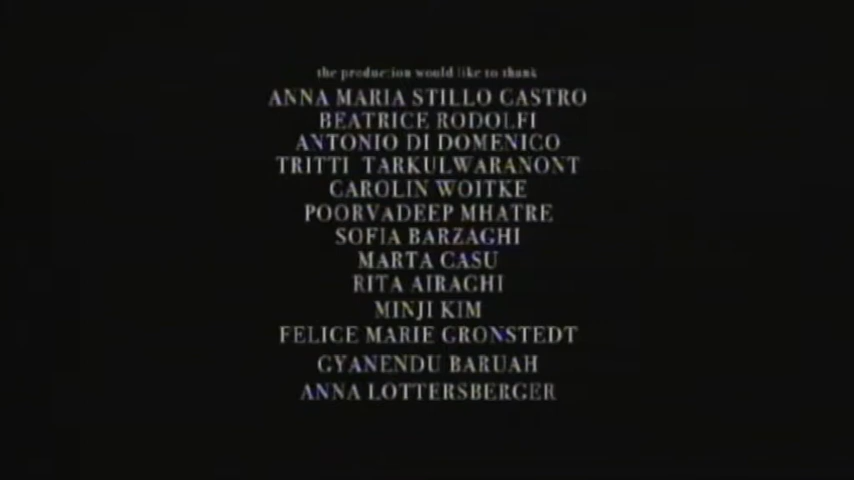 the production would like to thank
ANNA MARIA STILLO CASTRO
BEATRICE RODOLFI
ANTONIO DI DOMENICO
TRITTI TARKULWARANONT
CAROLIN WOITKE
POORVADEEP MHATRE
SOFIA BARZAGHI
MARTA CASU
RITA AIRAGHI
MINJI KIM
FELICE MARIE GRONSTEDT
GYANENDU BARUAH
ANNA LOTTERSBERGER